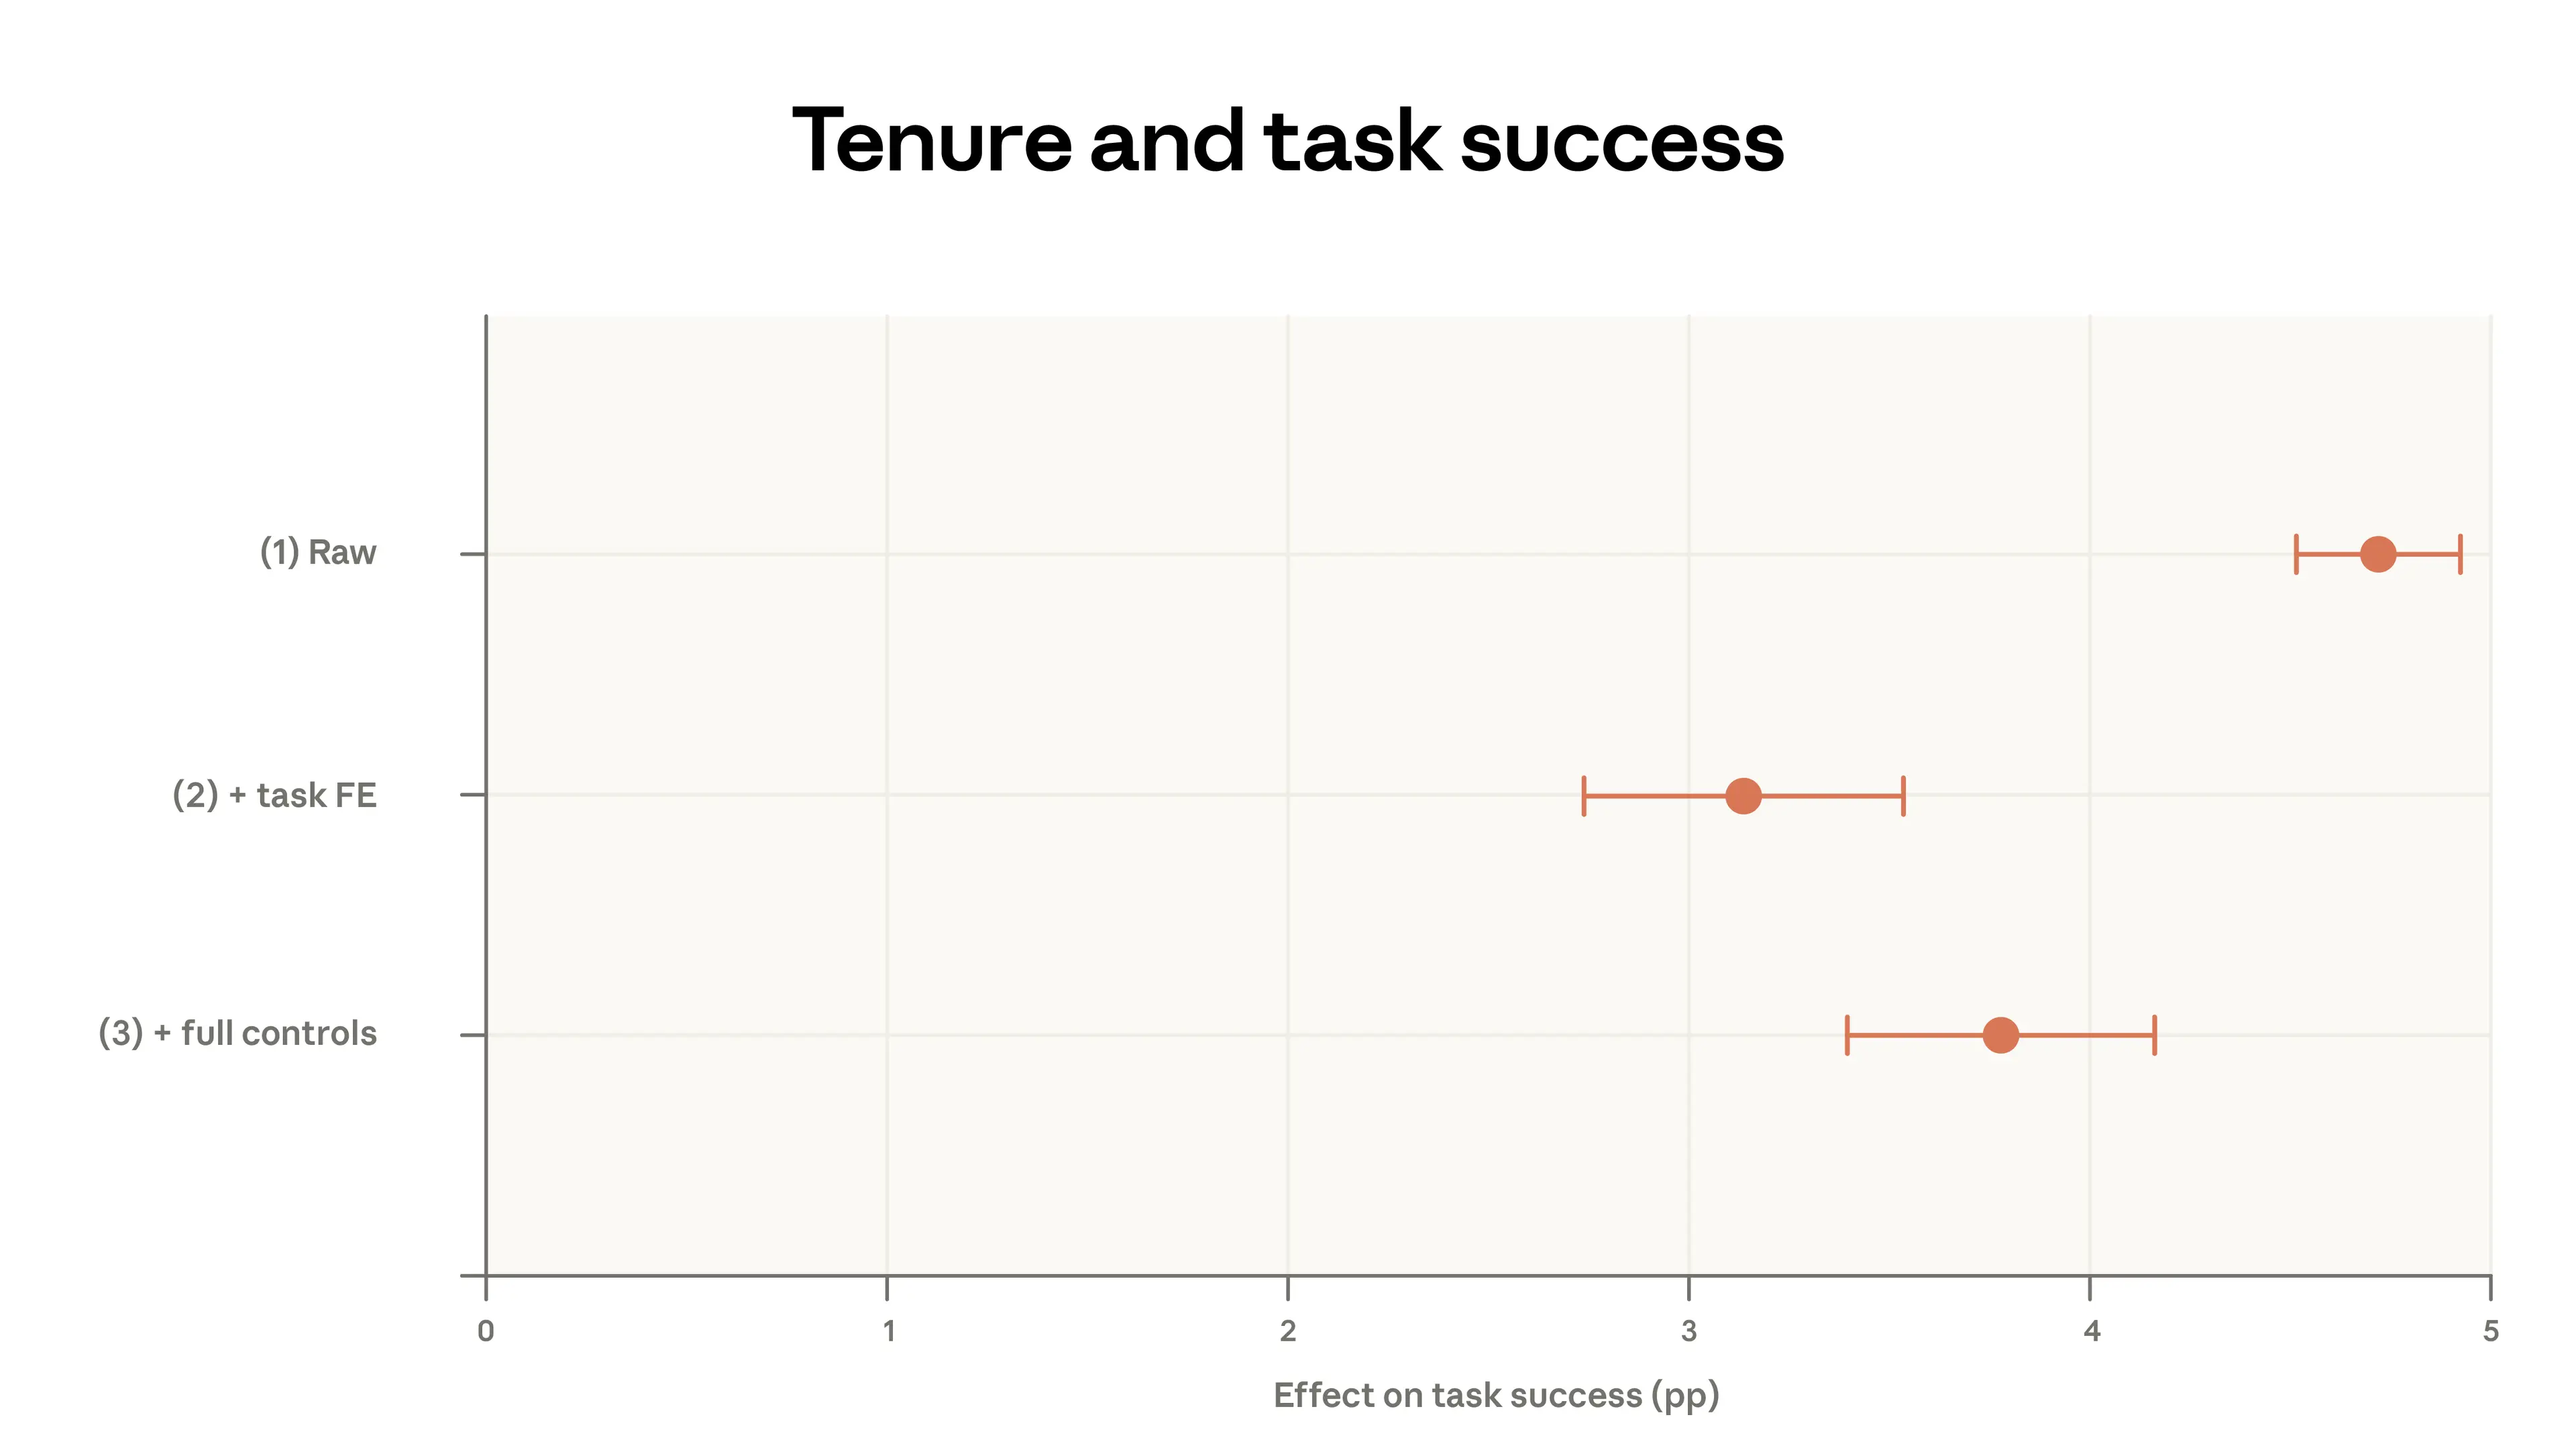 Tenure and task success
(1) Raw
(2) + task FE
(3) + full controls
0 1 2 3 4 5
Effect on task success (pp)